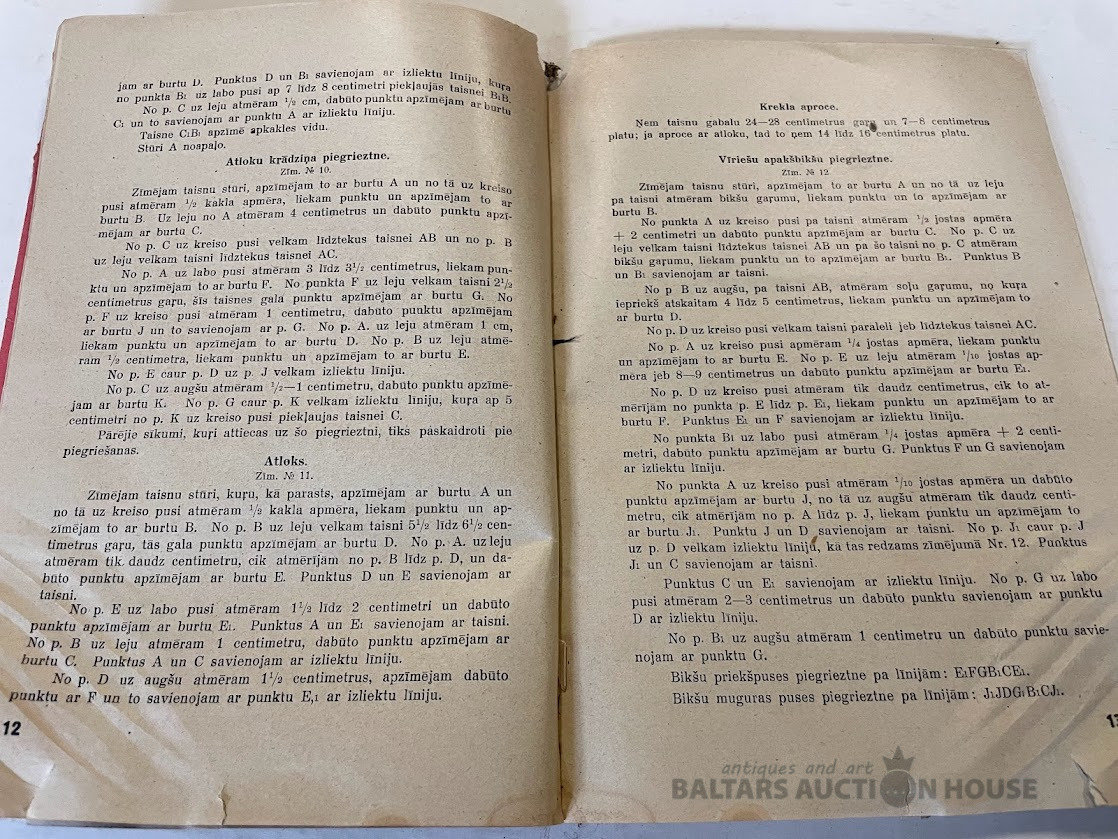 jam ar burtu D. Punktus D un B₁ savienojam ar izliektu līniju, kuŗa
no punkta B₁ uz labo pusi ap 7 līdz 8 centimetri piekļaujas taisnei B₁B.
No p. C uz leju atmēram ½ cm, dabūto punktu apzīmējam ar burtu
C₁ un to savienojam ar punktu A ar izliektu līniju.
Taisne C₁B₁ apzīmē apkakles vidu.
Stūri A noapaļo.
Atloku krādziņa piegrieztne.
Zīm. № 10.
Zīmējam taisnu stūri, apzīmējam to ar burtu A un no tā uz kreiso
pusi atmēram ½ kakla apmēra, liekam punktu un apzīmējam to ar
burtu B. Uz leju no A atmēram 4 centimetrus un dabūto punktu apzī-
mējam ar burtu C.
No p. C uz kreiso pusi velkam līdztekus taisnei AB un no p. B
uz leju velkam taisni līdztekus taisnei AC.
No p. A uz labo pusi atmēram 3 līdz 3½ centimetrus, liekam pun-
ktu un apzīmējam to ar burtu F. No punkta F uz leju velkam taisni 2½
centimetrus gaŗu, šīs taisnes gala punktu apzīmējam ar burtu G. No
p. F uz kreiso pusi atmēram 1 centimetru, dabūto punktu apzīmējam
ar burtu J un to savienojam ar p. G. No p. A. uz leju atmēram 1 cm,
liekam punktu un apzīmējam to ar burtu D. No p. B uz leju atmē-
ram ½ centimetra, liekam punktu un apzīmējam to ar burtu E.
No p. E caur p. D uz p. J velkam izliektu līniju.
No p. C uz augšu atmēram ½—1 centimetru, dabūto punktu apzīmē-
jam ar burtu K. No p. G caur p. K velkam izliektu līniju, kuŗa ap 5
centimetri no p. K uz kreiso pusi piekļaujas taisnei C.
Pārējie sīkumi, kuŗi attiecas uz šo piegrieztni, tiks paskaidroti pie
piegriešanas.
Atloks.
Zīm. № 11.
Zīmējam taisnu stūri, kuŗu, kā parasts, apzīmējam ar burtu A un
no tā uz kreiso pusi atmēram ½ kakla apmēra, liekam punktu un ap-
zīmējam to ar burtu B. No p. B uz leju velkam taisni 5½ līdz 6½ cen-
timetrus gaŗu, tās gala punktu apzīmējam ar burtu D. No p. A. uz leju
atmēram tik daudz centimetru, cik atmērījām no p. B līdz p. D, un da-
būto punktu apzīmējam ar burtu E. Punktus D un E savienojam ar
taisni.
No p. E uz labo pusi atmēram 1½ līdz 2 centimetri un dabūto
punktu apzīmējam ar burtu E₁. Punktus A un E₁ savienojam ar taisni.
No p. B uz leju atmēram 1 centimetru, dabūto punktu apzīmējam ar
burtu C. Punktus A un C savienojam ar izliektu līniju.
No p. D uz augšu atmēram 1½ centimetrus, apzīmējam dabūto
punktu ar F un to savienojam ar punktu E,₁ ar izliektu līniju.
12
Krekla aproce.
Ņem taisnu gabalu 24—28 centimetrus gaŗu un 7—8 centimetrus
platu; ja aproce ar atloku, tad to ņem 14 līdz 16 centimetrus platu.
Vīriešu apakšbikšu piegrieztne.
Zīm. № 12
Zīmējam taisnu stūri, apzīmējam to ar burtu A un no tā uz leju
pa taisni atmēram bikšu gaŗumu, liekam punktu un to apzīmējam ar
burtu B.
No punkta A uz kreiso pusi pa taisni atmēram ½ jostas apmēra
+ 2 centimetri un dabūto punktu apzīmējam ar burtu C. No p. C uz
leju velkam taisni līdztekus taisnei AB un pa šo taisni no p. C atmēram
bikšu gaŗumu, liekam punktu un to apzīmējam ar burtu B₁. Punktus B
un B₁ savienojam ar taisni.
No p B uz augšu, pa taisni AB, atmēram soļu gaŗumu, no kuŗa
iepriekš atskaitam 4 līdz 5 centimetrus, liekam punktu un apzīmējam to
ar burtu D.
No p. D uz kreiso pusi velkam taisni paraleli jeb līdztekus taisnei AC.
No p. A uz kreiso pusi apmēram ¼ jostas apmēra, liekam punktu
un apzīmējam to ar burtu E. No p. E uz leju atmēram ¹/₁₀ jostas ap-
mēra jeb 8—9 centimetrus un dabūto punktu apzīmējam ar burtu E₁.
No p. D uz kreiso pusi atmēram tik daudz centimetrus, cik to at-
mērījām no punkta p. E līdz p. E₁, liekam punktu un apzīmējam to ar
burtu F. Punktus E₁ un F savienojam ar izliektu līniju.
No punkta B₁ uz labo pusi atmēram ¼ jostas apmēra + 2 centi-
metri, dabūto punktu apzīmējam ar burtu G. Punktus F un G savienojam
ar izliektu līniju.
No punkta A uz kreiso pusi atmēram ¹/₁₀ jostas apmēra un dabūto
punktu apzīmējam ar burtu J, no tā uz augšu atmēram tik daudz centi-
metru, cik atmērījām no p. A līdz p. J, liekam punktu un apzīmējam to
ar burtu J₁. Punktu J un D savienojam ar taisni. No p. J₁ caur p. J
uz p. D velkam izliektu līniju, kā tas redzams zīmējumā Nr. 12. Punktus
J₁ un C savienojam ar taisni.
Punktus C un E₁ savienojam ar izliektu līniju. No p. G uz labo
pusi atmēram 2—3 centimetrus un dabūto punktu savienojam ar punktu
D ar izliektu līniju.
No p. B₁ uz augšu atmēram 1 centimetru un dabūto punktu savie-
nojam ar punktu G.
Bikšu priekšpuses piegrieztne pa līnijām: E₁FGB₁CE₁.
Bikšu muguras puses piegrieztne pa līnijām: J₁JDG₁B₁CJ₁.
antiques and art
BALTARS AUCTION HOUSE